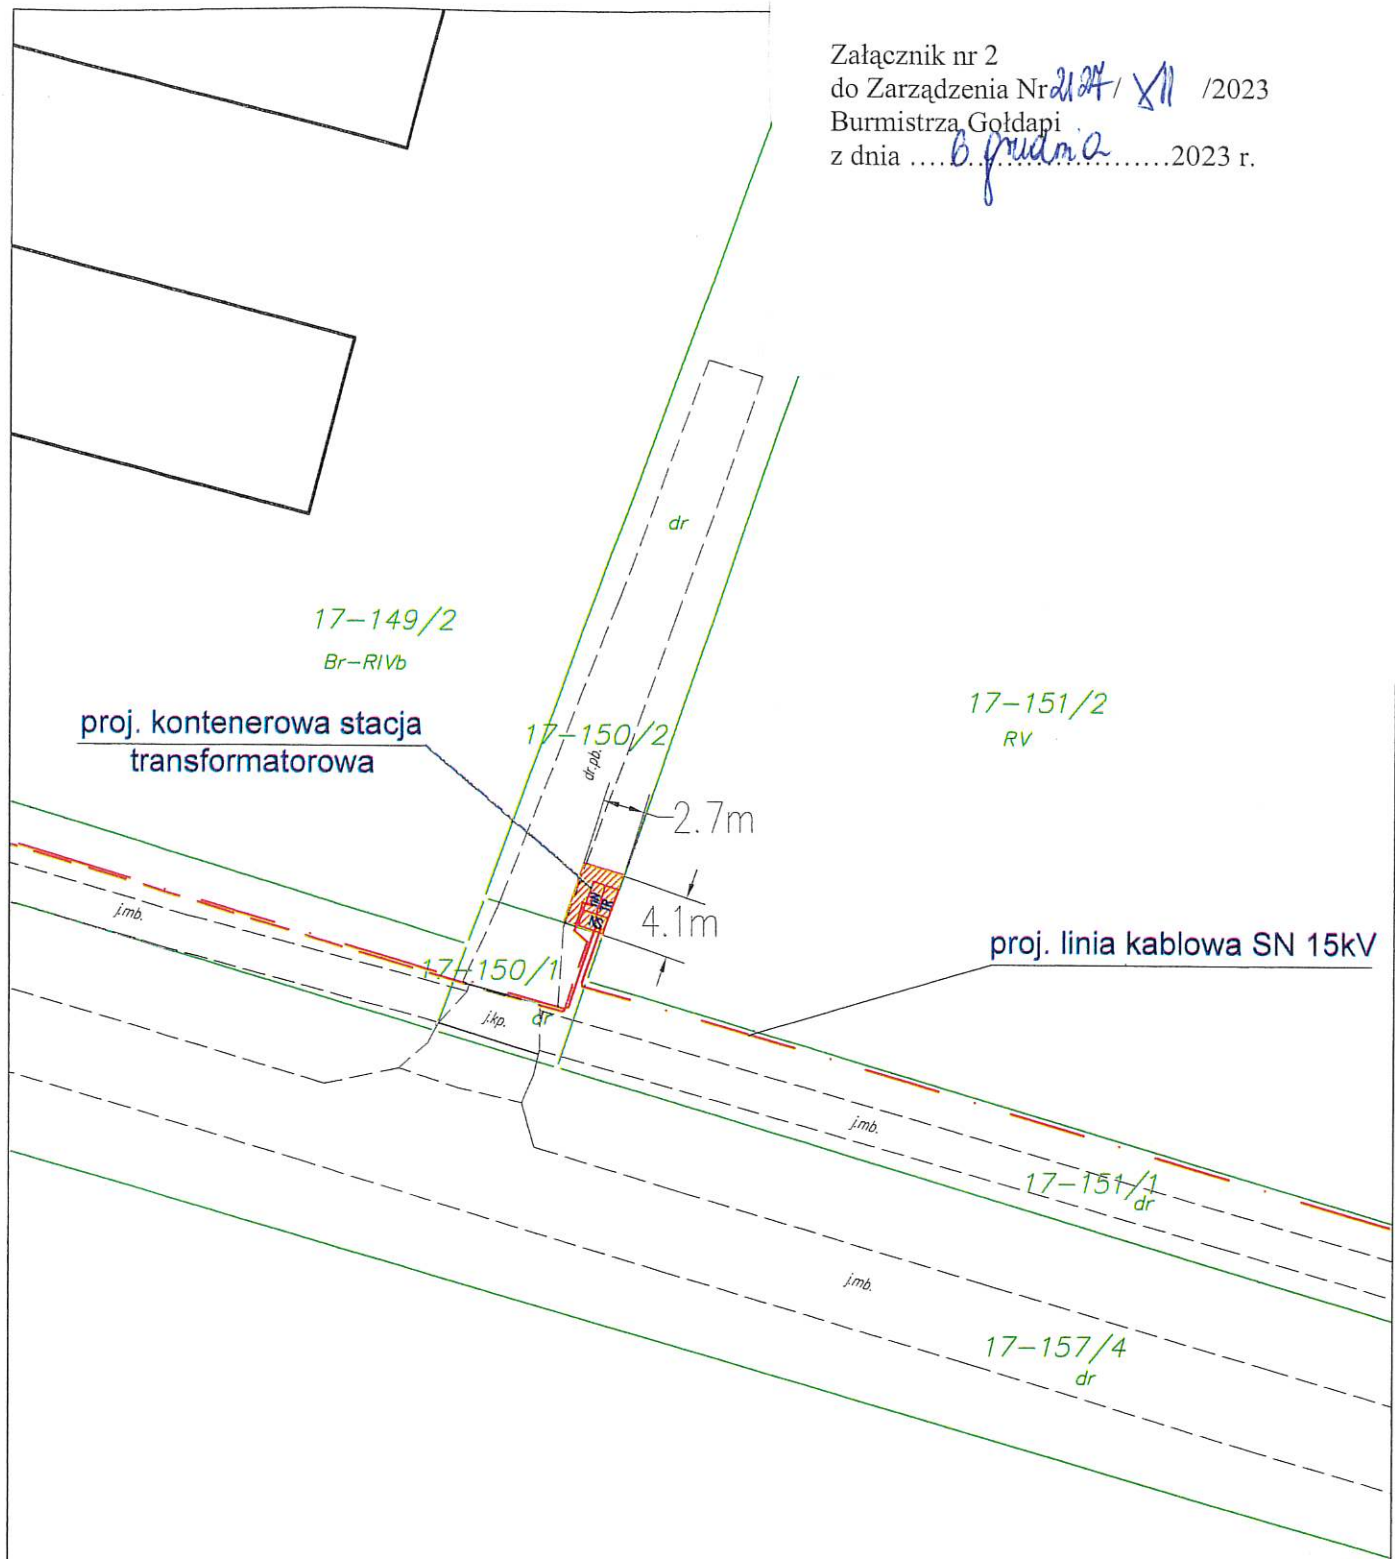 Załącznik nr 2
do Zarządzenia Nr 2127 / XII /2023
Burmistrza Gołdapi
z dnia .... 6 grudnia ..........2023 r.
dr
17-149/2
Br-RIVb
17-151/2
RV
proj. kontenerowa stacja
transformatorowa
17-150/2
dr.pb.
2.7m
TR
4.1m
j.mb.
proj. linia kablowa SN 15kV
17-150/1
j.kp.
dr
j.mb.
17-151/1
dr
j.mb.
17-157/4
dr